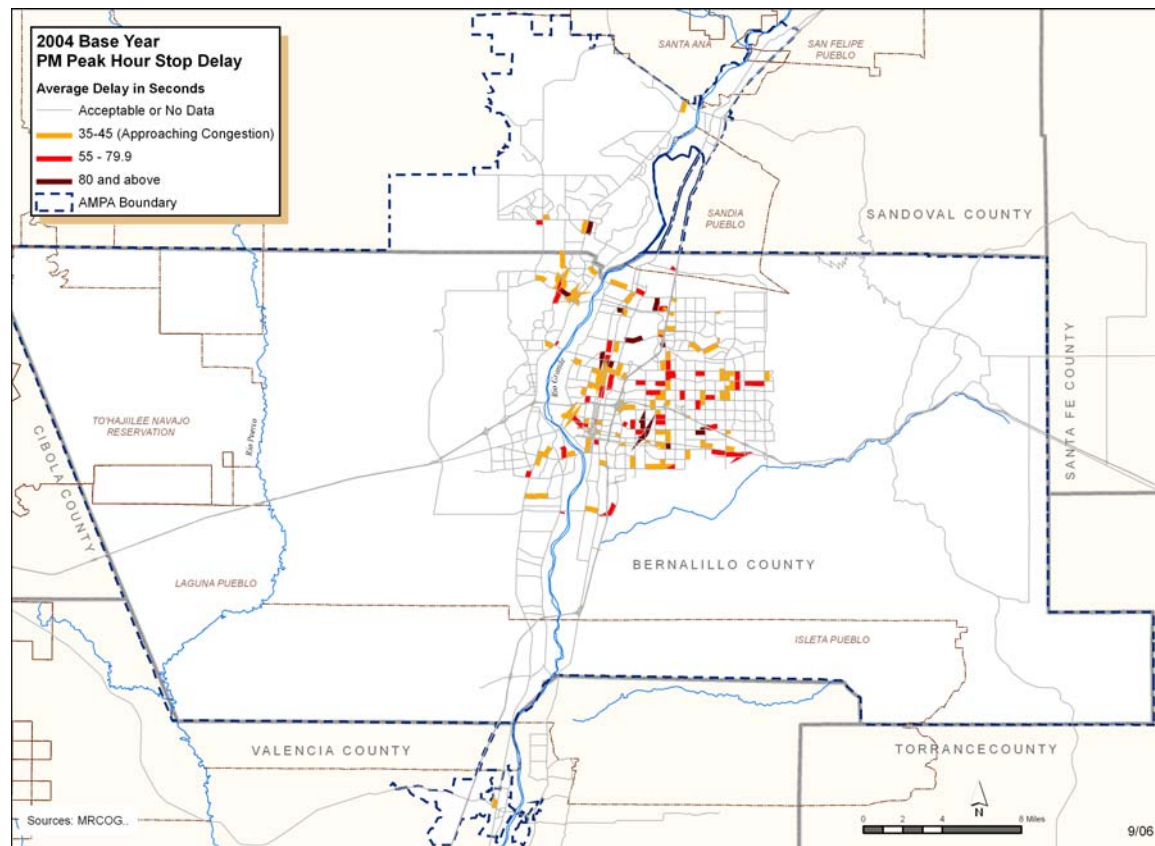 2004 Base Year
PM Peak Hour Stop Delay
Average Delay in Seconds
Acceptable or No Data
35-45 (Approaching Congestion)
55 - 79.9
80 and above
AMPA Boundary
SANTA ANA
SAN FELIPE
PUEBLO
SANDIA
PUEBLO
SANDOVAL COUNTY
SANTA FE COUNTY
Rio Grande
TO'HAJIILEE NAVAJO
RESERVATION
Rio Puerco
CIBOLA COUNTY
BERNALILLO COUNTY
LAGUNA PUEBLO
ISLETA PUEBLO
VALENCIA COUNTY
TORRANCECOUNTY
N
0 2 4 8 Miles
Sources: MRCOG..
9/06